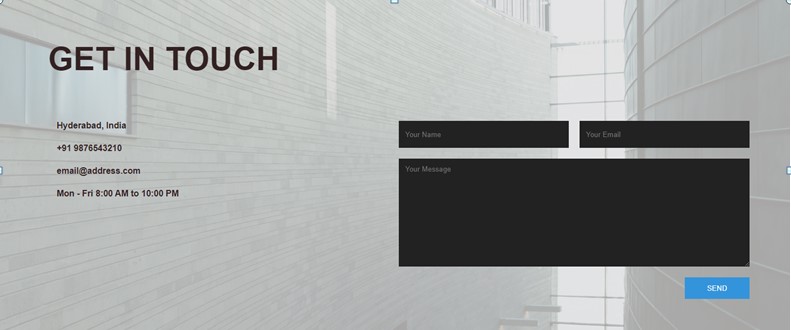 GET IN TOUCH
Hyderabad, India
+91 9876543210
email@address.com
Mon - Fri 8:00 AM to 10:00 PM
Your Name
Your Email
Your Message
SEND